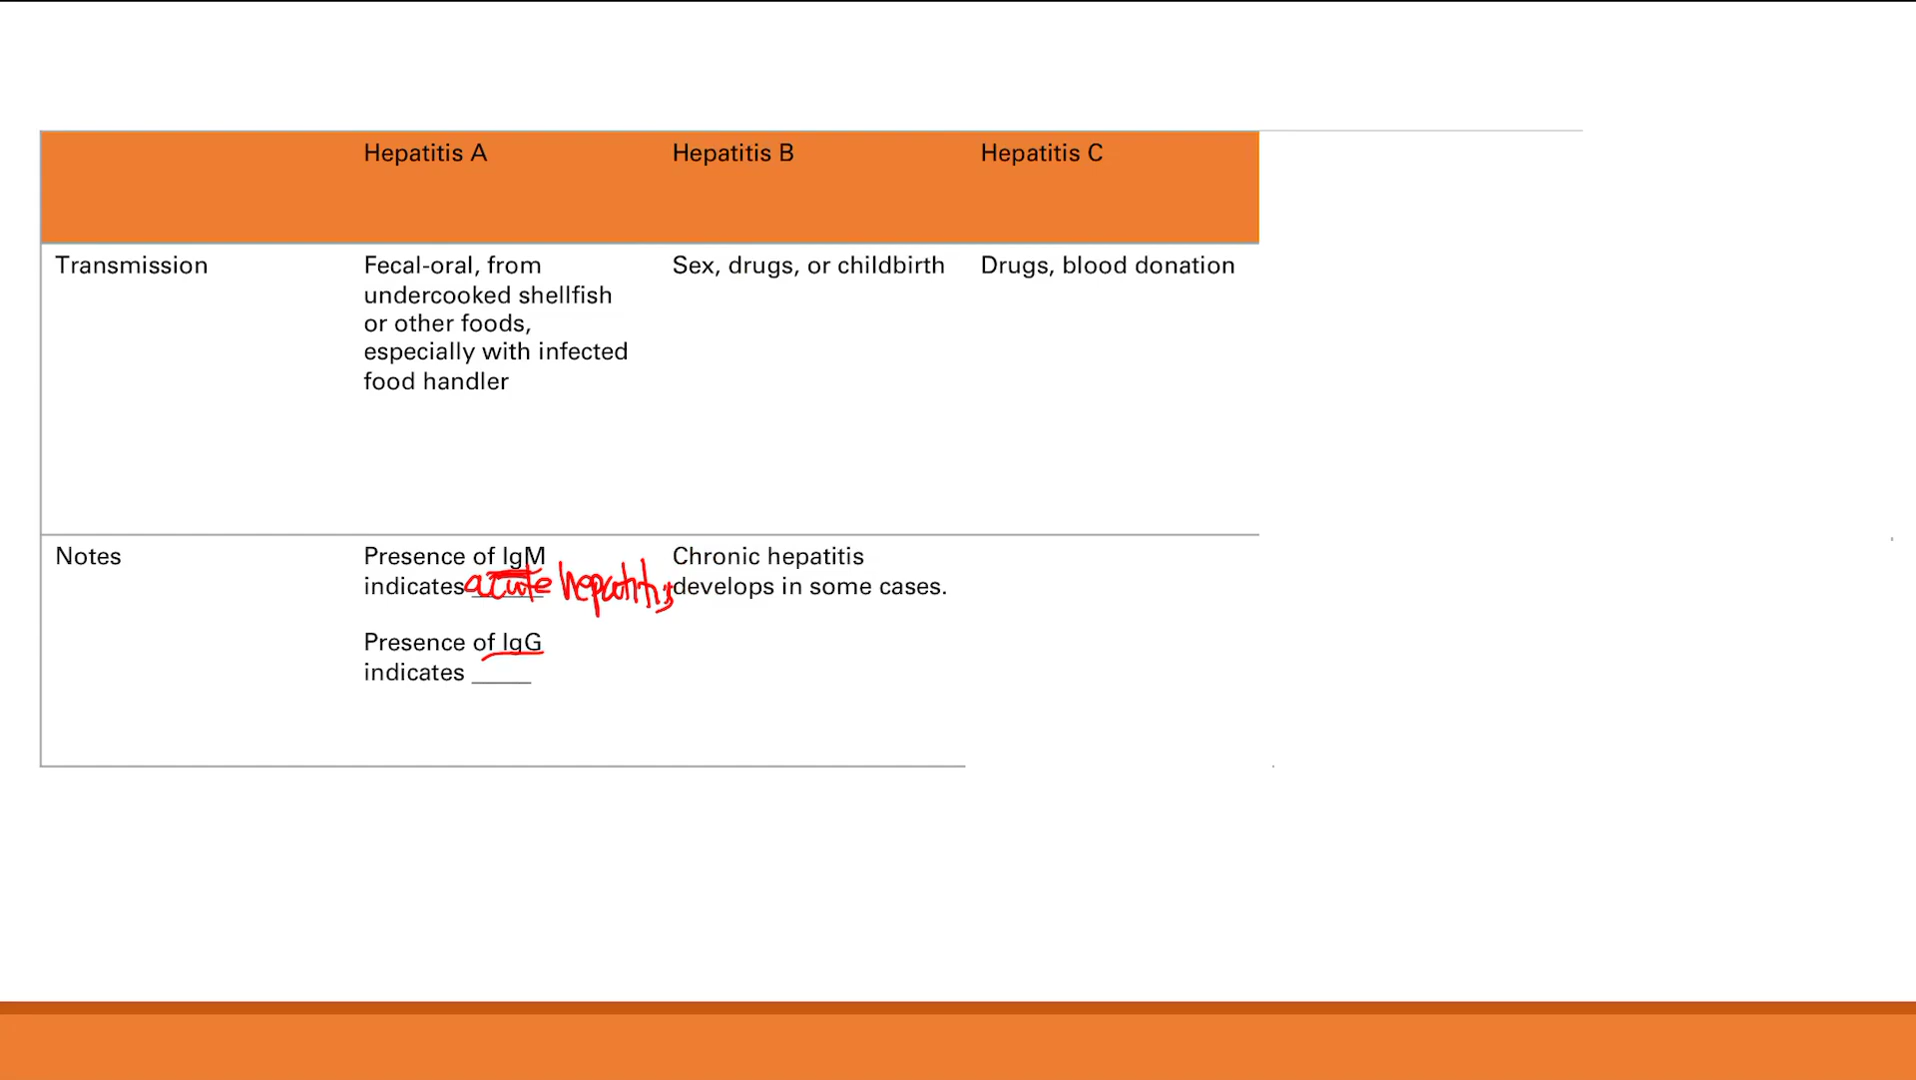 Hepatitis A Hepatitis B Hepatitis C
Transmission
Fecal-oral, from
undercooked shellfish
or other foods,
especially with infected
food handler
Sex, drugs, or childbirth
Drugs, blood donation
Notes
Presence of IgM
indicates acute hepatitis
Presence of IgG
indicates _____
Chronic hepatitis
develops in some cases.